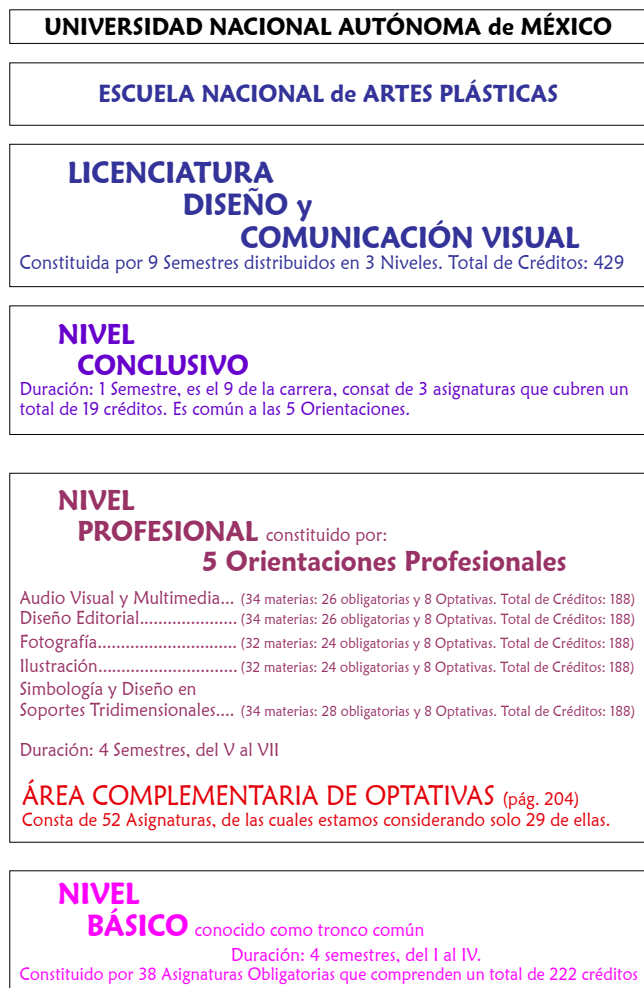 UNIVERSIDAD NACIONAL AUTÓNOMA de MÉXICO
ESCUELA NACIONAL de ARTES PLÁSTICAS
LICENCIATURA
DISEÑO y
COMUNICACIÓN VISUAL
Constituida por 9 Semestres distribuidos en 3 Niveles. Total de Créditos: 429
NIVEL
CONCLUSIVO
Duración: 1 Semestre, es el 9 de la carrera, consat de 3 asignaturas que cubren un
total de 19 créditos. Es común a las 5 Orientaciones.
NIVEL
PROFESIONAL constituido por:
5 Orientaciones Profesionales
Audio Visual y Multimedia... (34 materias: 26 obligatorias y 8 Optativas. Total de Créditos: 188)
Diseño Editorial..................... (34 materias: 26 obligatorias y 8 Optativas. Total de Créditos: 188)
Fotografía.............................. (32 materias: 24 obligatorias y 8 Optativas. Total de Créditos: 188)
Ilustración.............................. (32 materias: 24 obligatorias y 8 Optativas. Total de Créditos: 188)
Simbología y Diseño en
Soportes Tridimensionales.... (34 materias: 28 obligatorias y 8 Optativas. Total de Créditos: 188)
Duración: 4 Semestres, del V al VII
ÁREA COMPLEMENTARIA DE OPTATIVAS (pág. 204)
Consta de 52 Asignaturas, de las cuales estamos considerando solo 29 de ellas.
NIVEL
BÁSICO conocido como tronco común
Duración: 4 semestres, del I al IV.
Constituido por 38 Asignaturas Obligatorias que comprenden un total de 222 créditos